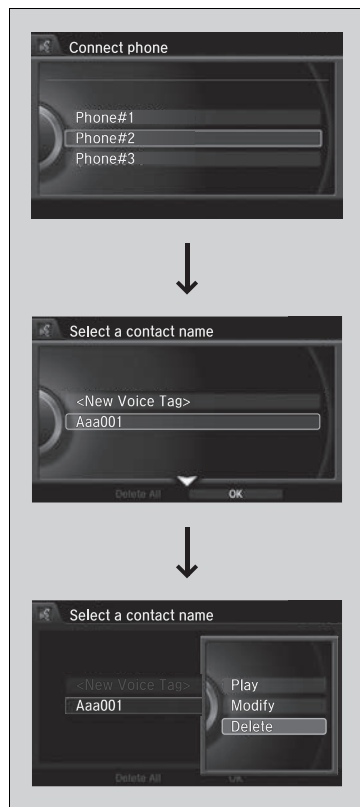 Connect phone
Phone#1
Phone#2
Phone#3
Select a contact name
<New Voice Tag>
Aaa001
Delete All OK
Select a contact name
<New Voice Tag> Play
Aaa001 Modify
Delete
Delete All OK